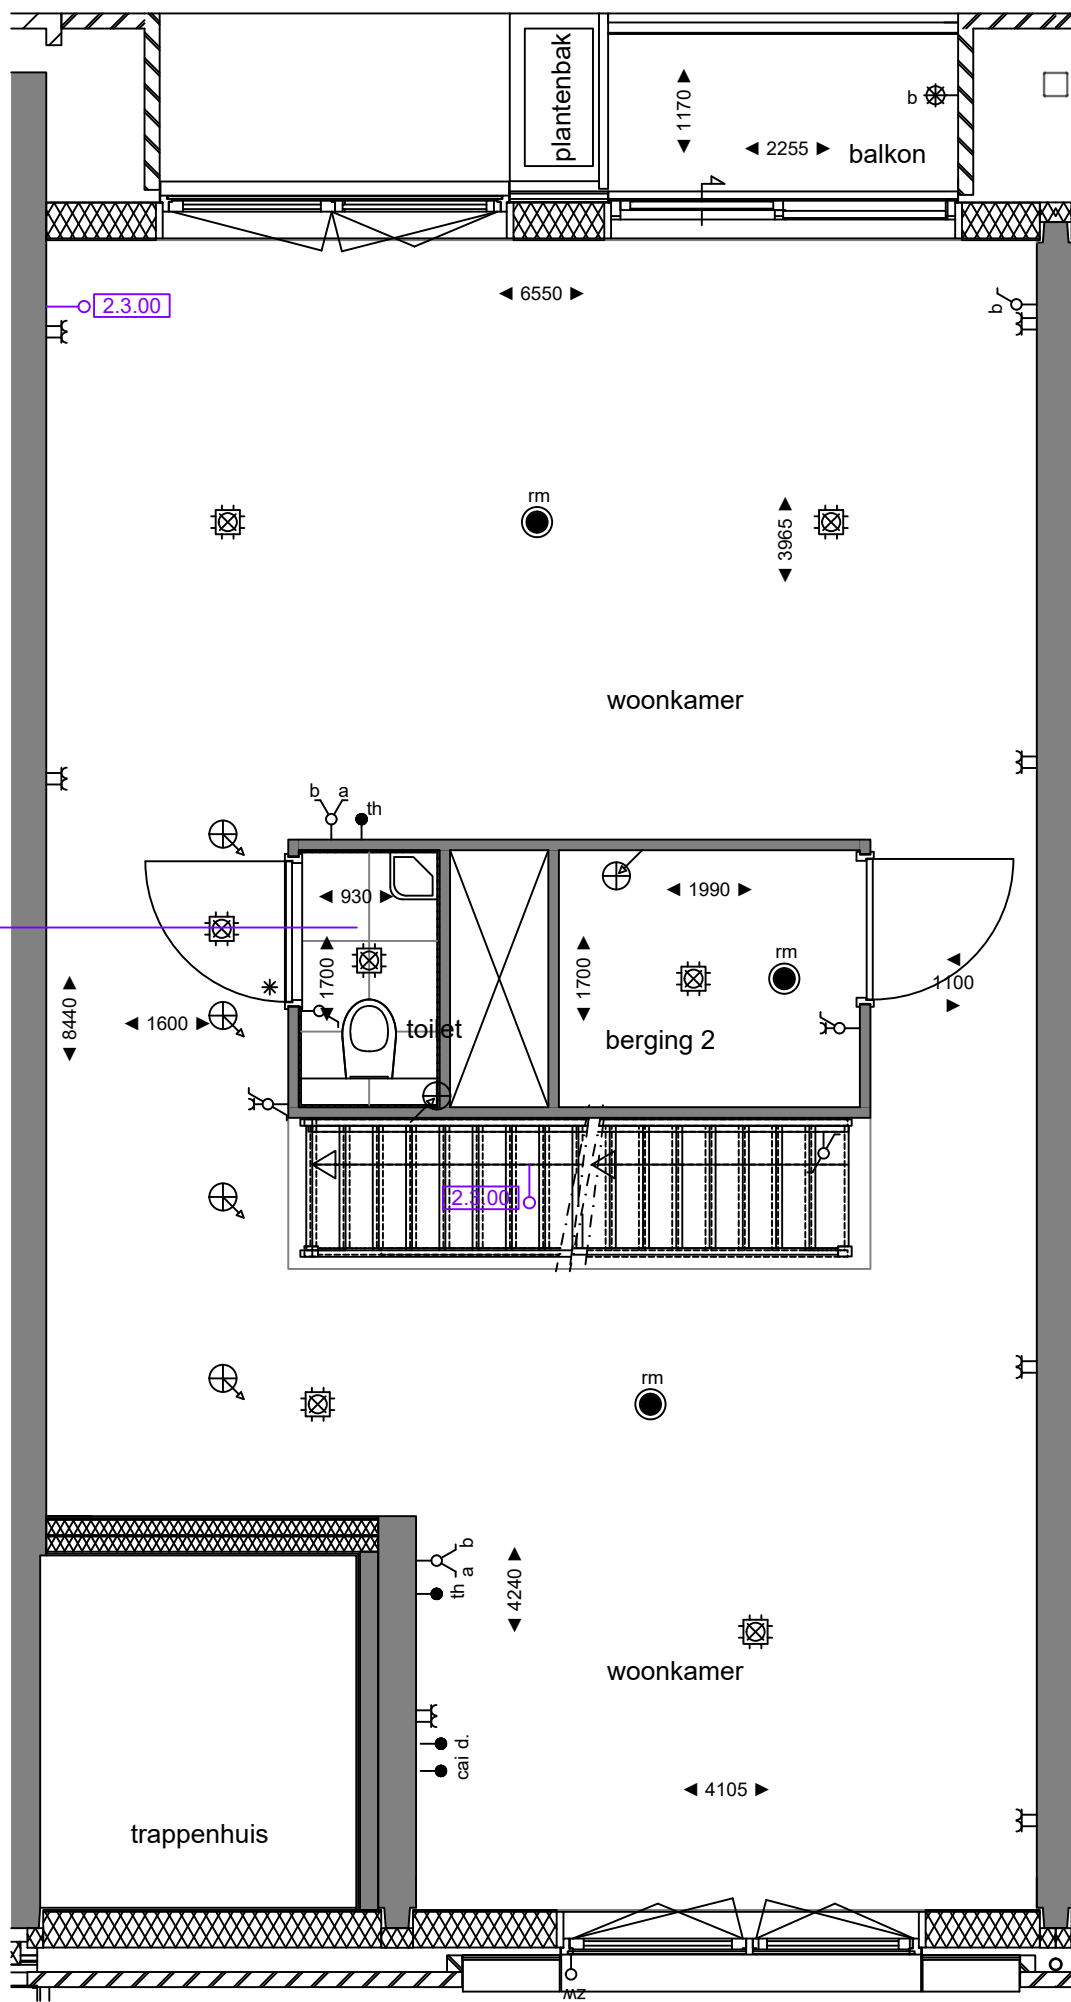 plantenbak
1170
b
2255
balkon
2.3.00
6550
b
rm
3965
woonkamer
b a
th
930
1990
1700
1700
rm
1100
8440
1600
toilet
berging 2
2.3.00
rm
a b
th
4240
woonkamer
cai d.
4105
trappenhuis
zw